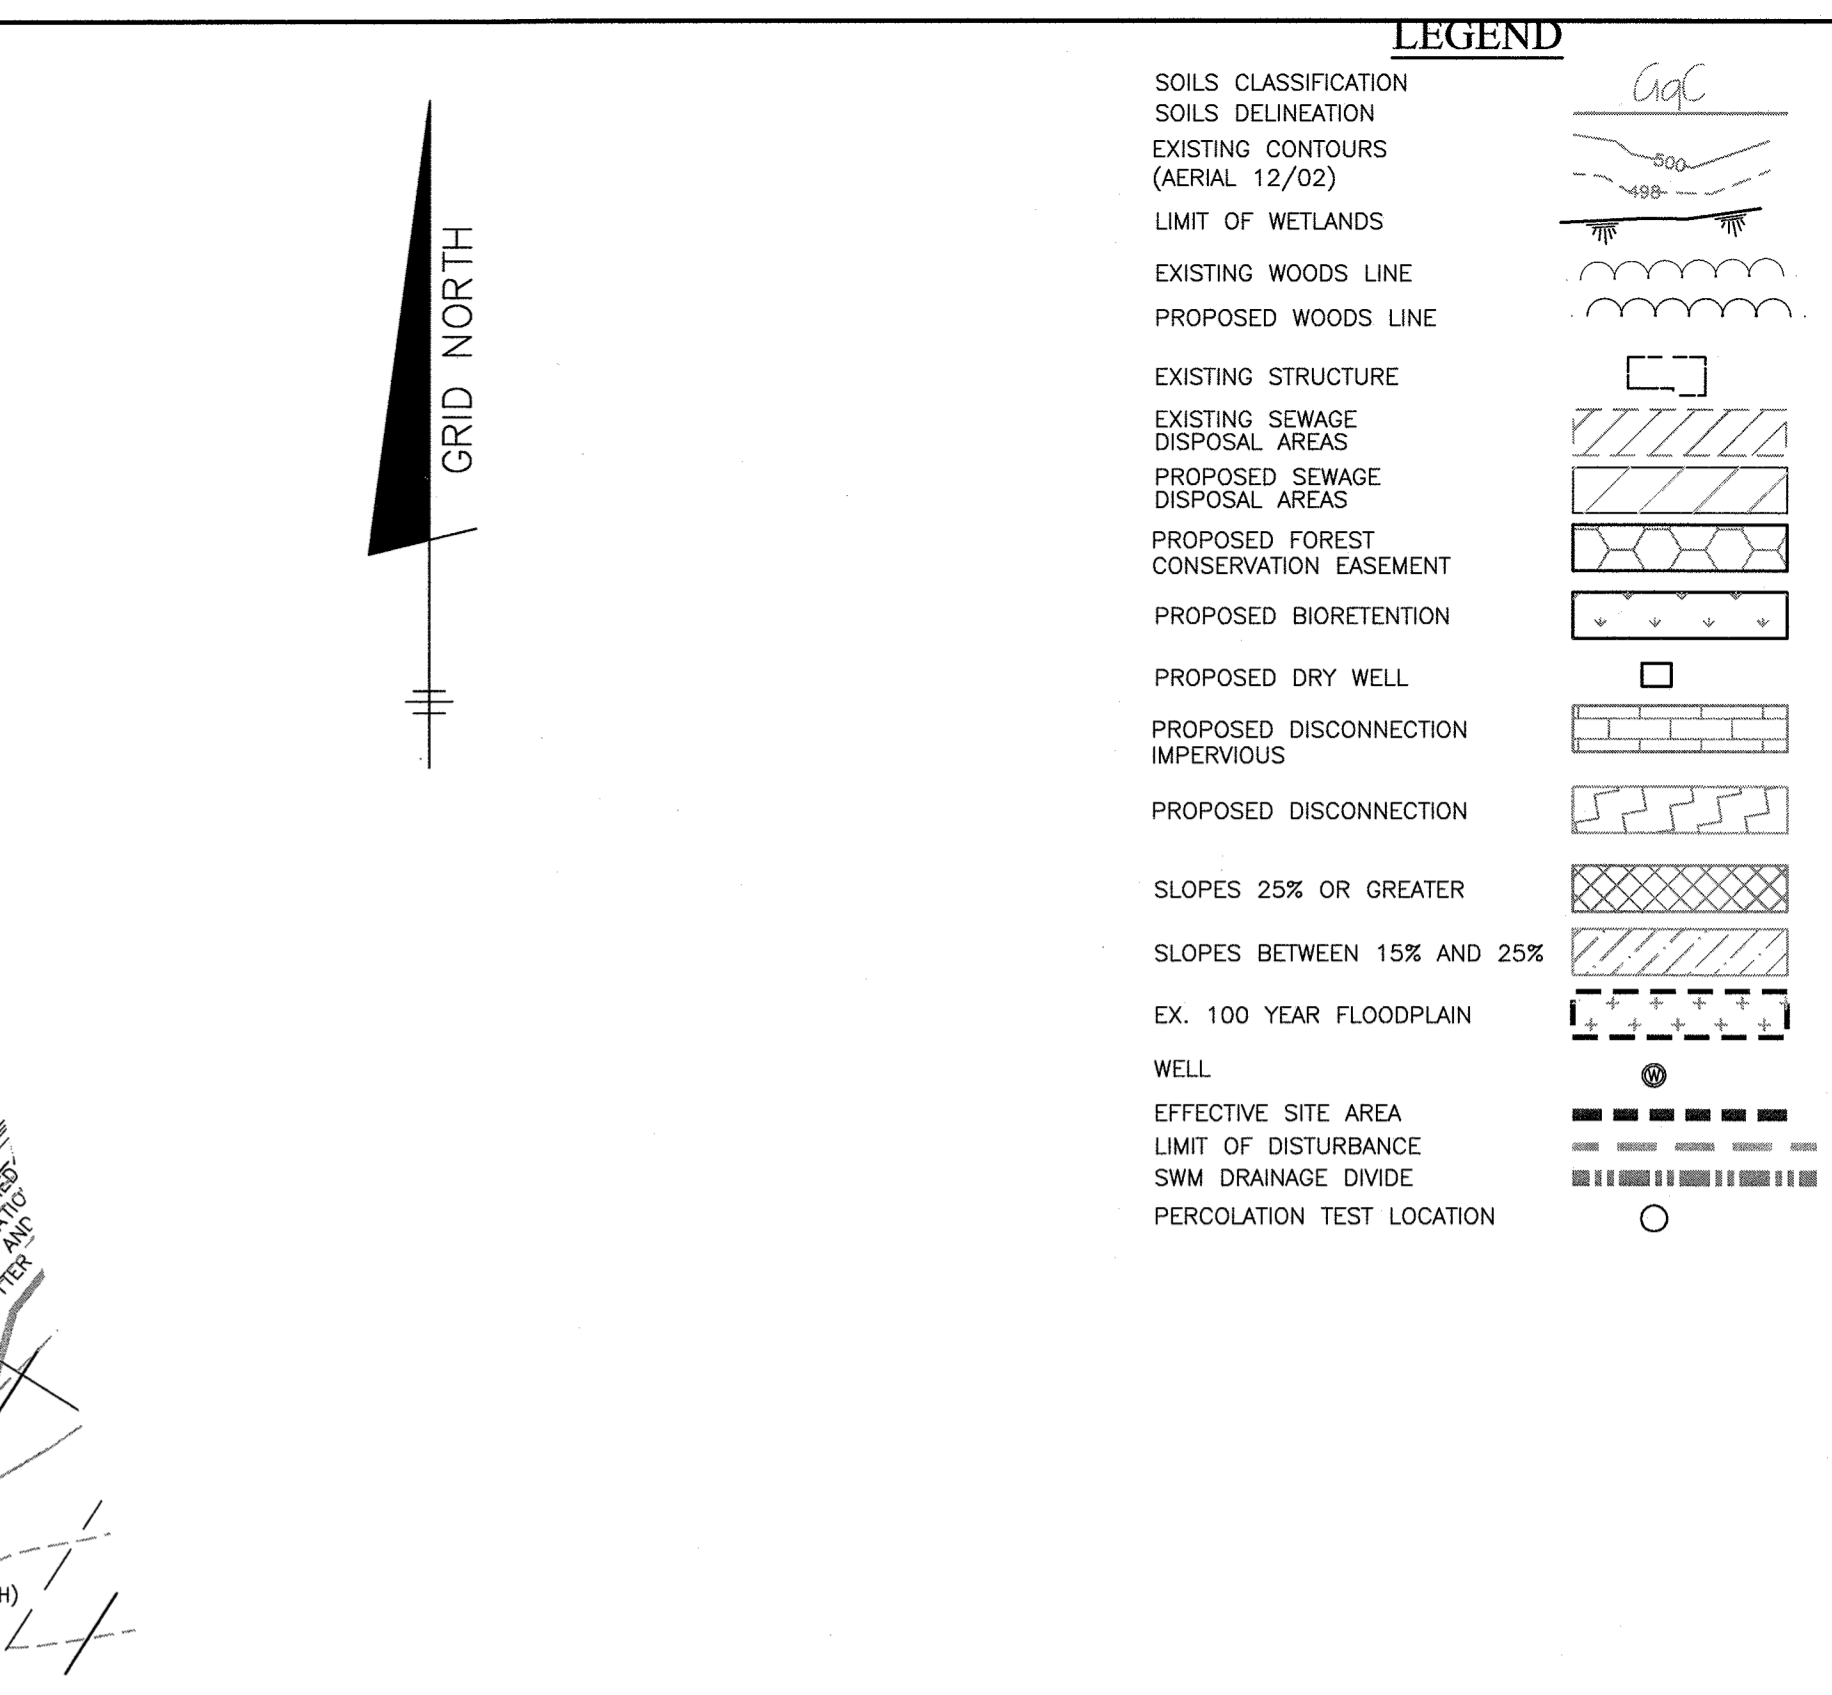 LEGEND
SOILS CLASSIFICATION GgC
SOILS DELINEATION
EXISTING CONTOURS
(AERIAL 12/02)
500
498
LIMIT OF WETLANDS
EXISTING WOODS LINE
PROPOSED WOODS LINE
EXISTING STRUCTURE
EXISTING SEWAGE
DISPOSAL AREAS
PROPOSED SEWAGE
DISPOSAL AREAS
PROPOSED FOREST
CONSERVATION EASEMENT
PROPOSED BIORETENTION
PROPOSED DRY WELL
PROPOSED DISCONNECTION
IMPERVIOUS
PROPOSED DISCONNECTION
SLOPES 25% OR GREATER
SLOPES BETWEEN 15% AND 25%
EX. 100 YEAR FLOODPLAIN
WELL W
EFFECTIVE SITE AREA
LIMIT OF DISTURBANCE
SWM DRAINAGE DIVIDE
PERCOLATION TEST LOCATION
GRID NORTH
AND
H)